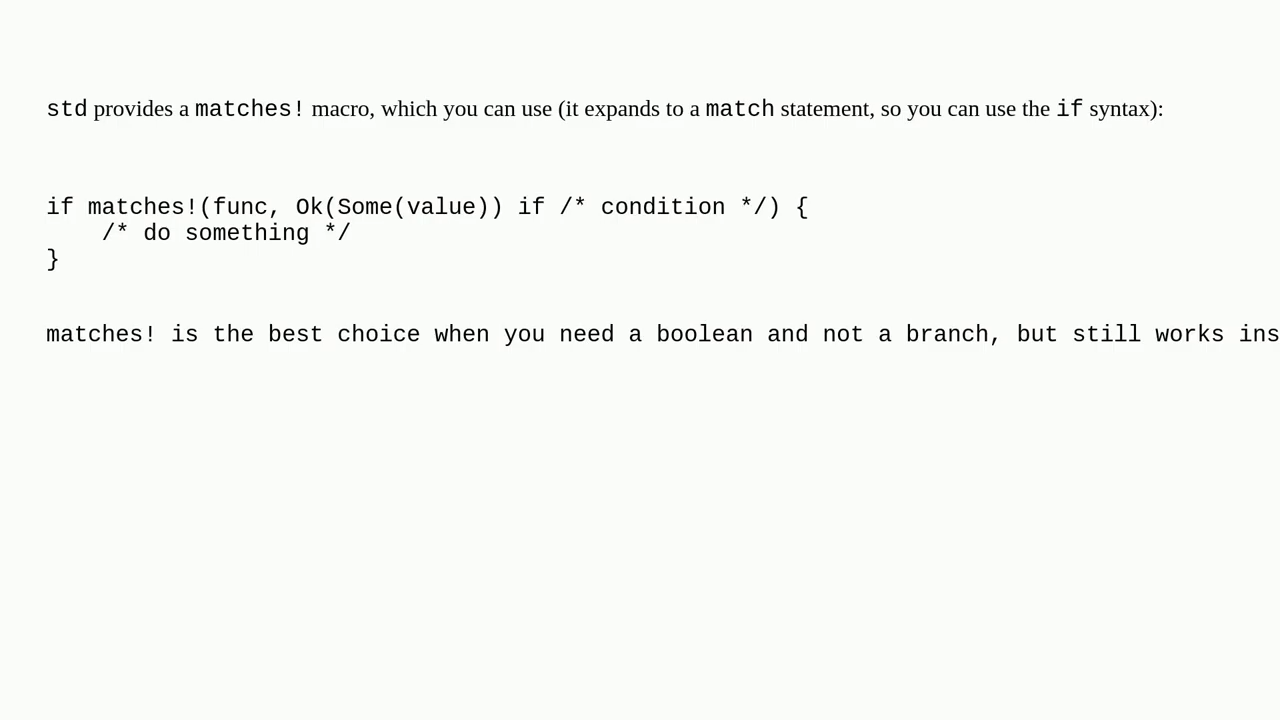 std provides a matches! macro, which you can use (it expands to a match statement, so you can use the if syntax):
if matches!(func, Ok(Some(value)) if /* condition */) {
    /* do something */
}
matches! is the best choice when you need a boolean and not a branch, but still works